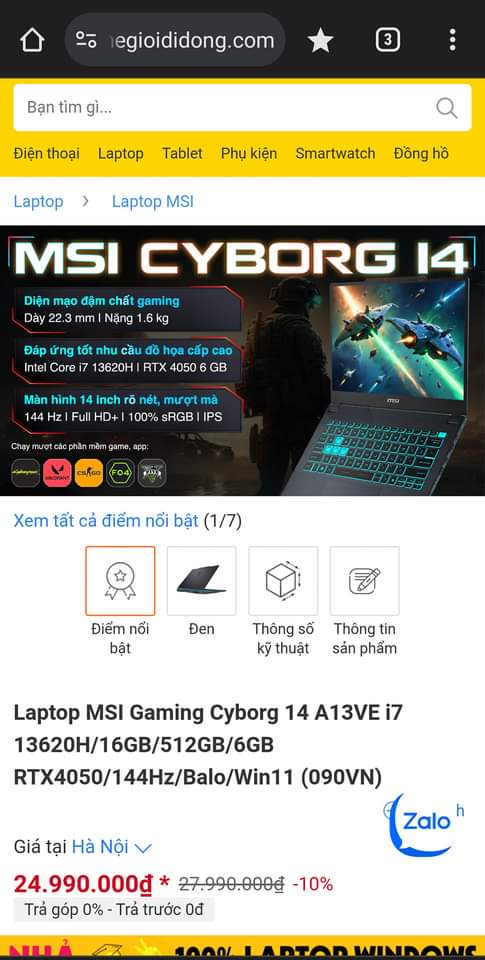 egioididong.com
3
Bạn tìm gì...
Điện thoại Laptop Tablet Phụ kiện Smartwatch Đồng hồ
Laptop > Laptop MSI
MSI CYBORG 14
Diện mạo đậm chất gaming
Dày 22.3 mm I Nặng 1.6 kg
Đáp ứng tốt nhu cầu đồ họa cấp cao
Intel Core i7 13620H I RTX 4050 6 GB
Màn hình 14 inch rõ nét, mượt mà
144 Hz I Full HD+ I 100% sRGB I IPS
Chạy mượt các phần mềm game, app:
VALORANT
CS:GO
FO4
msi
Xem tất cả điểm nổi bật (1/7)
Điểm nổi bật
Đen
Thông số kỹ thuật
Thông tin sản phẩm
Laptop MSI Gaming Cyborg 14 A13VE i7
13620H/16GB/512GB/6GB
RTX4050/144Hz/Balo/Win11 (090VN)
h
Zalo
Giá tại Hà Nội
24.990.000₫ * 27.990.000₫ -10%
Trả góp 0% - Trả trước 0đ
NHẢ 100% LAPTOP WINDOWS